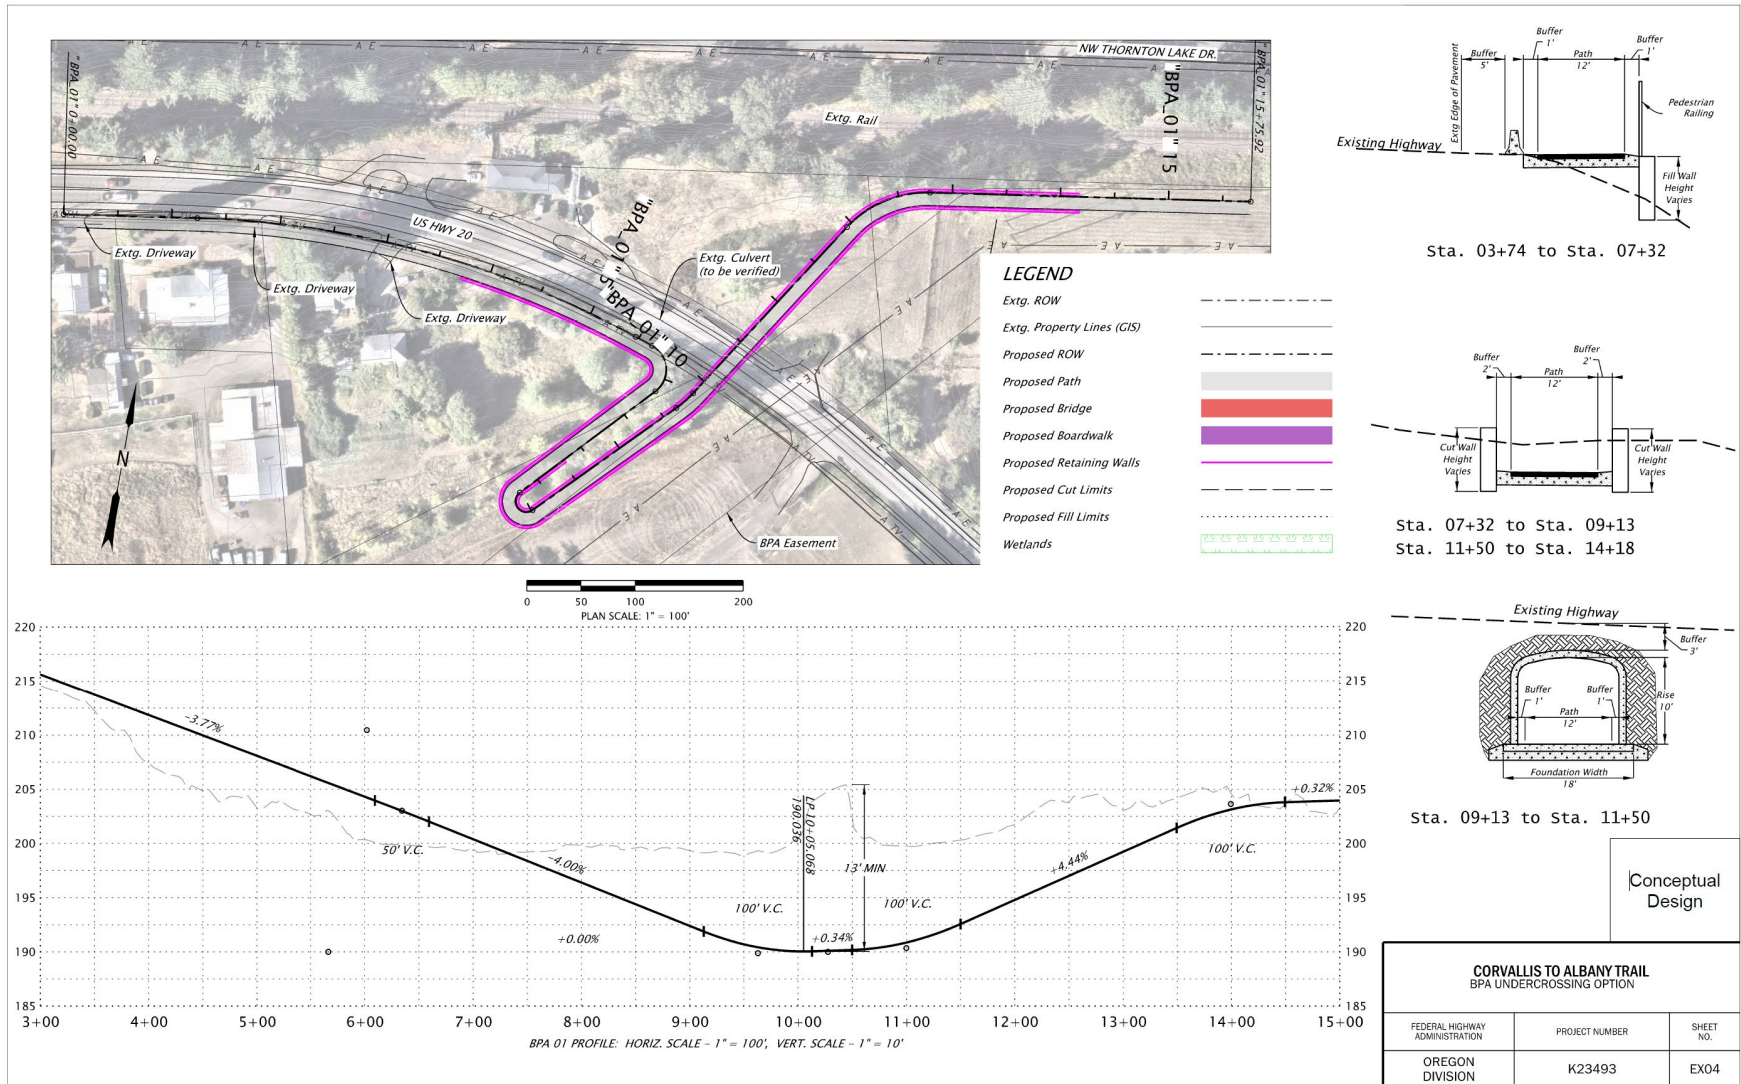 NW THORNTON LAKE DR.
"BPA_01" 0+00.00
"BPA_01" 15+75.92
"BPA_01" 15
Extg. Rail
US HWY 20
"BPA_01" 5
"BPA_01" 10
Extg. Culvert
(to be verified)
Extg. Driveway
Extg. Driveway
Extg. Driveway
BPA Easement
N
LEGEND
Extg. ROW
Extg. Property Lines (GIS)
Proposed ROW
Proposed Path
Proposed Bridge
Proposed Boardwalk
Proposed Retaining Walls
Proposed Cut Limits
Proposed Fill Limits
Wetlands
0 50 100 200
PLAN SCALE: 1" = 100'
Extg Edge of Pavement
Buffer
5'
Buffer
1'
Path
12'
Buffer
1'
Pedestrian
Railing
Existing Highway
Fill Wall
Height
Varies
Sta. 03+74 to Sta. 07+32
Buffer
2'
Path
12'
Buffer
2'
Cut Wall
Height
Varies
Cut Wall
Height
Varies
Sta. 07+32 to Sta. 09+13
Sta. 11+50 to Sta. 14+18
Existing Highway
Buffer
3'
Rise
10'
Buffer
1'
Buffer
1'
Path
12'
Foundation Width
18'
Sta. 09+13 to Sta. 11+50
220
215
210
205
200
195
190
185
220
215
210
205
200
195
190
185
-3.77%
50' V.C.
-4.00%
+0.00%
100' V.C.
LP 10+05.068
190.036
+0.34%
13' MIN
100' V.C.
+4.44%
100' V.C.
+0.32%
3+00 4+00 5+00 6+00 7+00 8+00 9+00 10+00 11+00 12+00 13+00 14+00 15+00
BPA 01 PROFILE: HORIZ. SCALE - 1" = 100', VERT. SCALE - 1" = 10'
Conceptual
Design
CORVALLIS TO ALBANY TRAIL
BPA UNDERCROSSING OPTION
FEDERAL HIGHWAY
ADMINISTRATION
PROJECT NUMBER
SHEET
NO.
OREGON
DIVISION
K23493
EX04